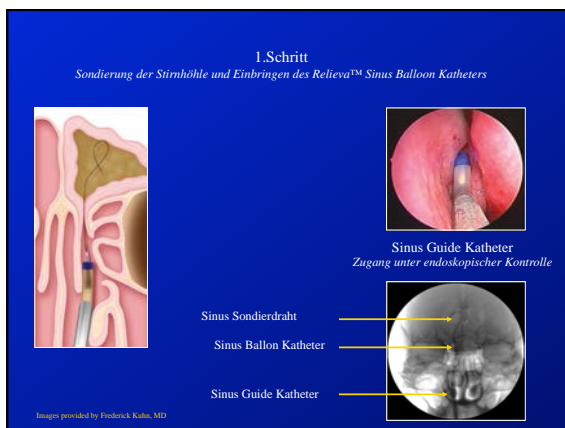 1.Schritt
Sondierung der Stirnhöhle und Einbringen des Relieva™ Sinus Balloon Katheters
Sinus Guide Katheter
Zugang unter endoskopischer Kontrolle
Sinus Sondierdraht
Sinus Ballon Katheter
Sinus Guide Katheter
Images provided by Frederick Kuhn, MD